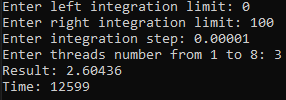 Enter left integration limit: 0
Enter right integration limit: 100
Enter integration step: 0.00001
Enter threads number from 1 to 8: 3
Result: 2.60436
Time: 12599